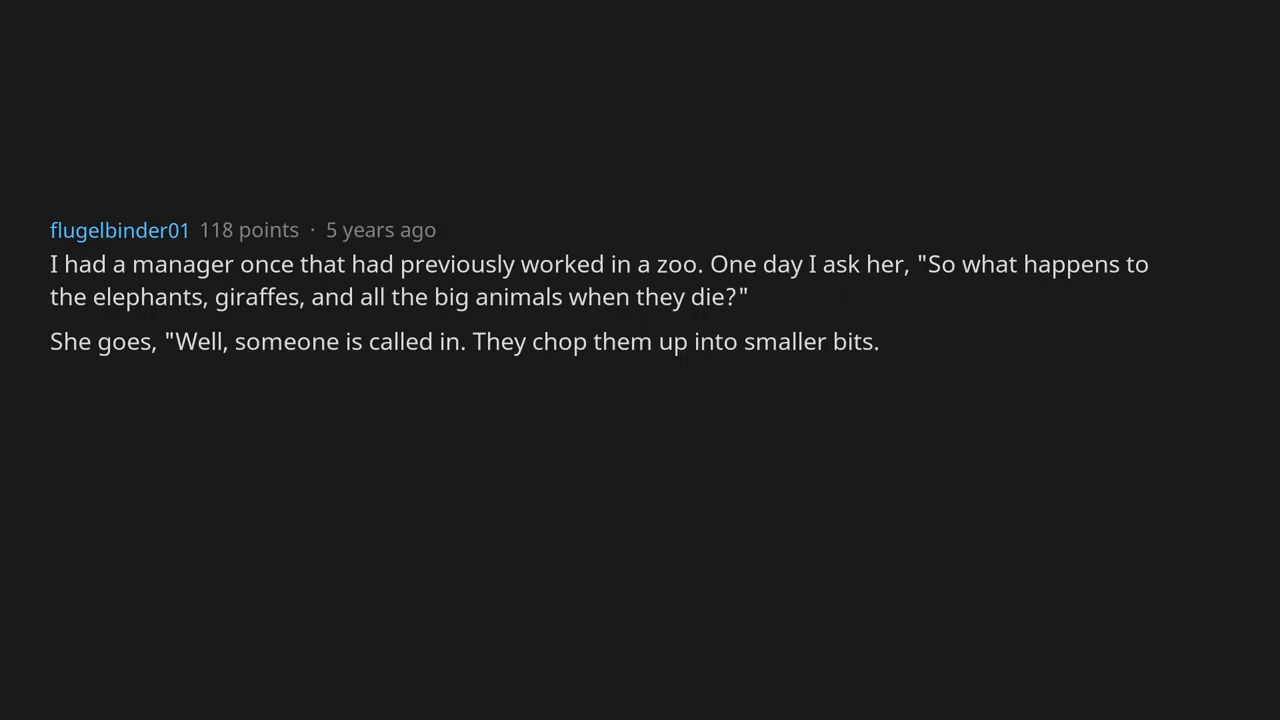 flugelbinder01 118 points · 5 years ago
I had a manager once that had previously worked in a zoo. One day I ask her, "So what happens to
the elephants, giraffes, and all the big animals when they die?"
She goes, "Well, someone is called in. They chop them up into smaller bits.